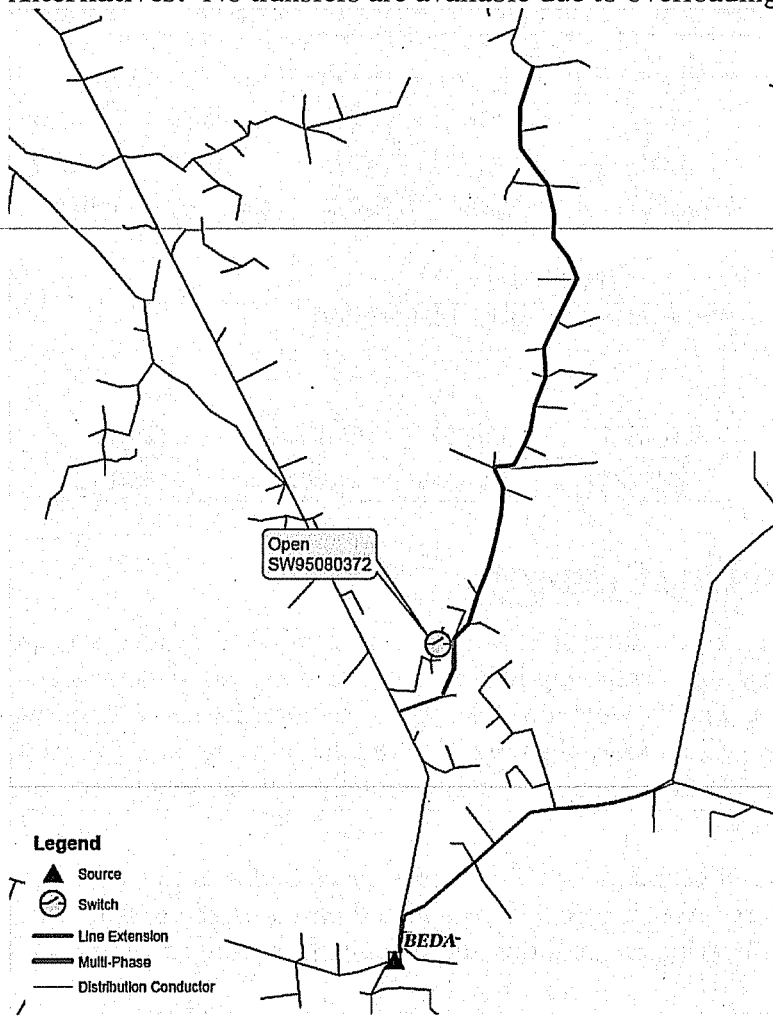 Alternatives: No transfers are available due to overloading
Open
SW95080372
Legend
Source
Switch
Line Extension
Multi-Phase
Distribution Conductor
BEDA